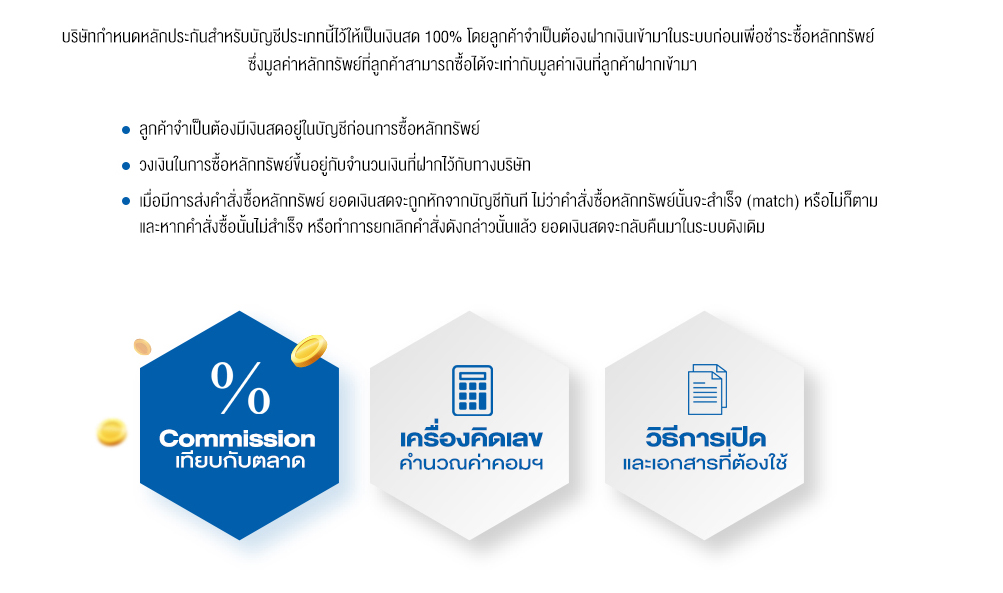 บริษัทกำหนดหลักประกันสำหรับบัญชีประเภทนี้ไว้ให้เป็นเงินสด 100% โดยลูกค้าจำเป็นต้องฝากเงินเข้ามาในระบบก่อนเพื่อชำระซื้อหลักทรัพย์
ซึ่งมูลค่าหลักทรัพย์ที่ลูกค้าสามารถซื้อได้จะเท่ากับมูลค่าเงินที่ลูกค้าฝากเข้ามา
• ลูกค้าจำเป็นต้องมีเงินสดอยู่ในบัญชีก่อนการซื้อหลักทรัพย์
• วงเงินในการซื้อหลักทรัพย์ขึ้นอยู่กับจำนวนเงินที่ฝากไว้กับทางบริษัท
• เมื่อมีการส่งคำสั่งซื้อหลักทรัพย์ ยอดเงินสดจะถูกหักจากบัญชีทันที ไม่ว่าคำสั่งซื้อหลักทรัพย์นั้นจะสำเร็จ (match) หรือไม่ก็ตาม
และหากคำสั่งซื้อนั้นไม่สำเร็จ หรือทำการยกเลิกคำสั่งดังกล่าวนั้นแล้ว ยอดเงินสดจะกลับคืนมาในระบบดังเดิม
%
Commission
เทียบกับตลาด
เครื่องคิดเลข
คำนวณค่าคอมฯ
วิธีการเปิด
และเอกสารที่ต้องใช้